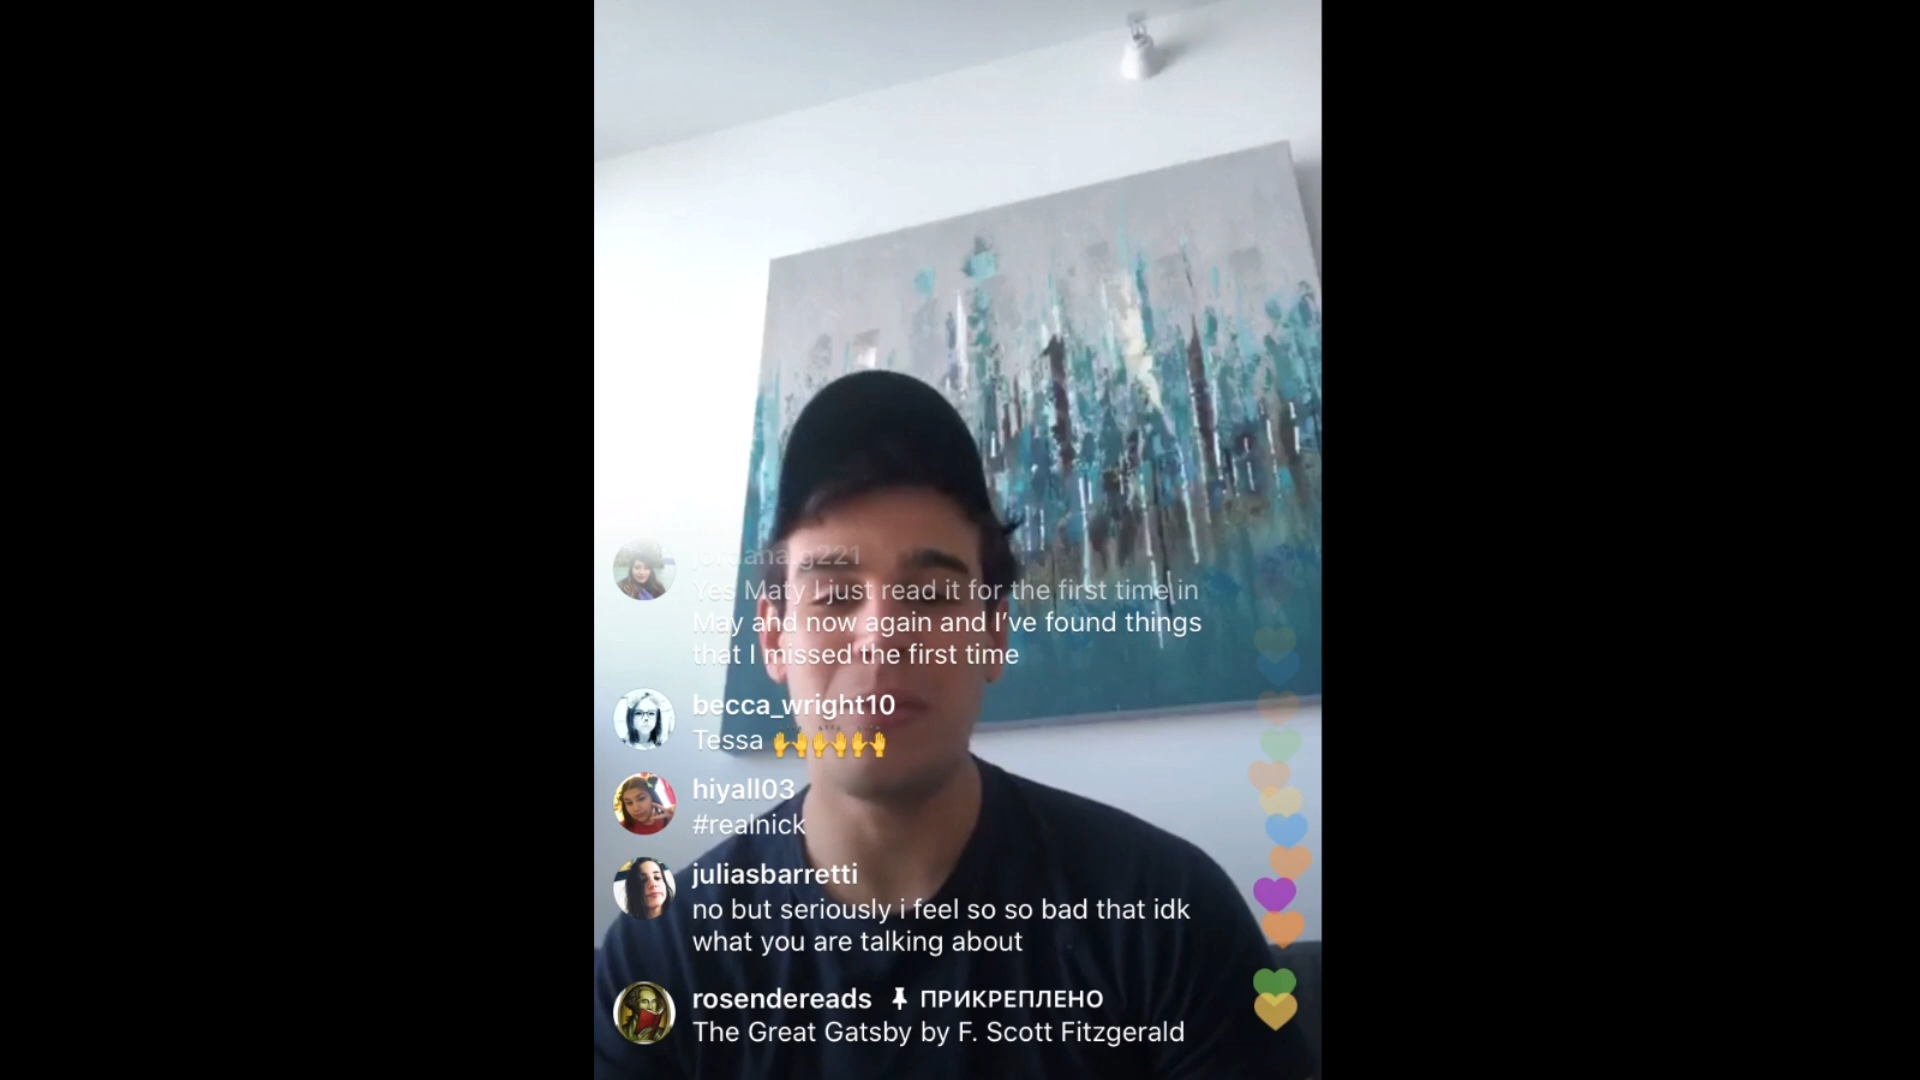 Yes Maty I just read it for the first time in
May and now again and I’ve found things
that I missed the first time
becca_wright10
Tessa 🙌🙌🙌
hiyall03
#realnick
juliasbarretti
no but seriously i feel so so bad that idk
what you are talking about
rosendereads 📌 ПРИКРЕПЛЕНО
The Great Gatsby by F. Scott Fitzgerald